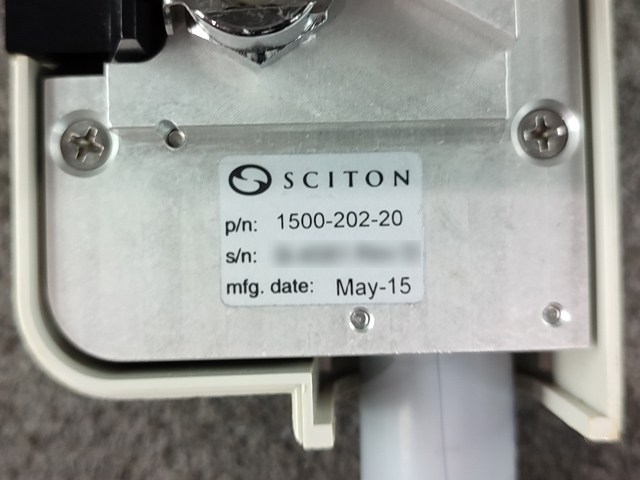 SCITON
p/n: 1500-202-20
s/n:
mfg. date: May-15